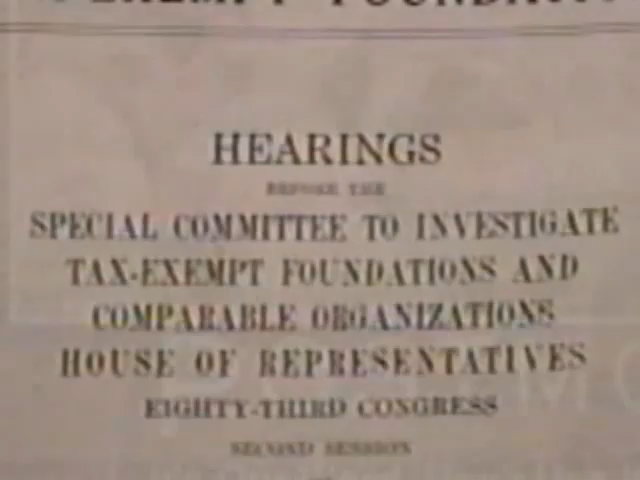 HEARINGS
BEFORE THE
SPECIAL COMMITTEE TO INVESTIGATE
TAX-EXEMPT FOUNDATIONS AND
COMPARABLE ORGANIZATIONS
HOUSE OF REPRESENTATIVES
EIGHTY-THIRD CONGRESS
SECOND SESSION